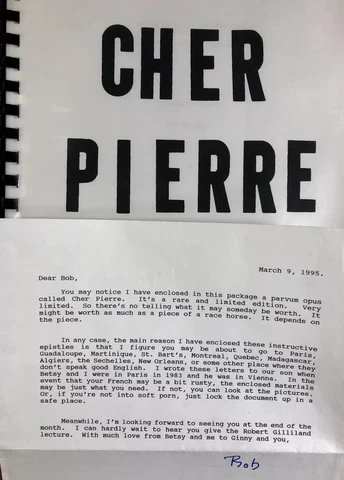 CHER
PIERRE
March 9, 1995.
Dear Bob,
You may notice I have enclosed in this package a parvum opus
called Cher Pierre. It's a rare and limited edition. Very
limited. So there's no telling what it may someday be worth. It
might be worth as much as a piece of a race horse. It depends on
the piece.
In any case, the main reason I have enclosed these instructive
epistles is that I figure you may be about to go to Paris,
Guadaloupe, Martinique, St. Bart's, Montreal, Quebec, Madagascar,
Algiers, the Sechelles, New Orleans, or some other place where they
don't speak good English. I wrote these letters to our son when
Betsy and I were in Paris in 1983 and he was in Vienna. In the
event that your French may be a bit rusty, the enclosed materials
may be just what you need. If not, you can look at the pictures.
Or, if you're not into soft porn, just lock the document up in a
safe place.
Meanwhile, I'm looking forward to seeing you at the end of the
month. I can hardly wait to hear you give the Robert Gilliland
lecture. With much love from Betsy and me to Ginny and you,
Bob